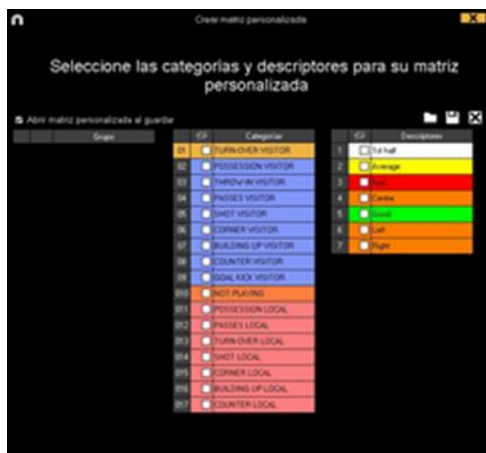 Crear matriz personalizada
X
Seleccione las categorías y descriptores para su matriz
personalizada
Abrir matriz personalizada al guardar
Grupo
Categorías
Descriptores
01 TURN-OVER VISITOR
02 POSSESSION VISITOR
03 THROW-IN VISITOR
04 PASSES VISITOR
05 SHOT VISITOR
06 CORNER VISITOR
07 BUILDING UP VISITOR
08 COUNTER VISITOR
09 GOAL KICK VISITOR
010 NOT PLAYING
011 POSSESSION LOCAL
012 PASSES LOCAL
013 TURN-OVER LOCAL
014 SHOT LOCAL
015 CORNER LOCAL
016 BUILDING UP LOCAL
017 COUNTER LOCAL
1 1st half
2 Average
3 Bad
4 Centre
5 Good
6 Left
7 Right